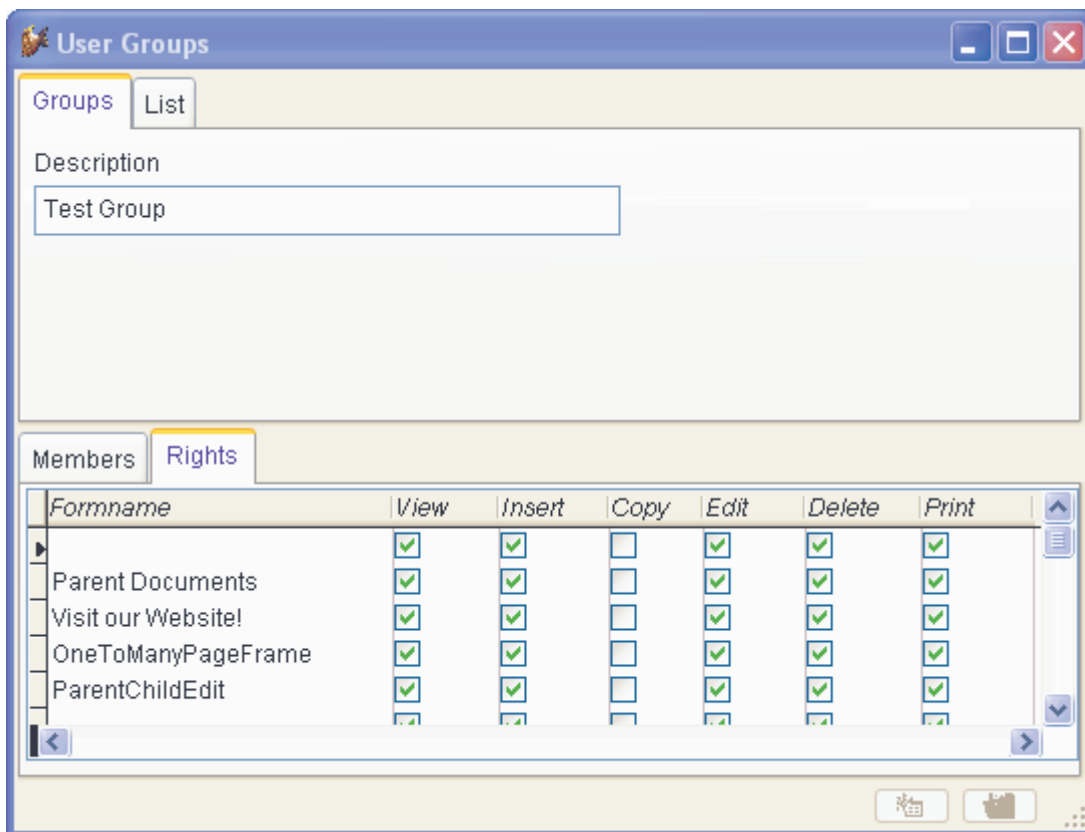 User Groups
Groups List
Description
Test Group
Members Rights
Formname View Insert Copy Edit Delete Print
Parent Documents
Visit our Website!
OneToManyPageFrame
ParentChildEdit